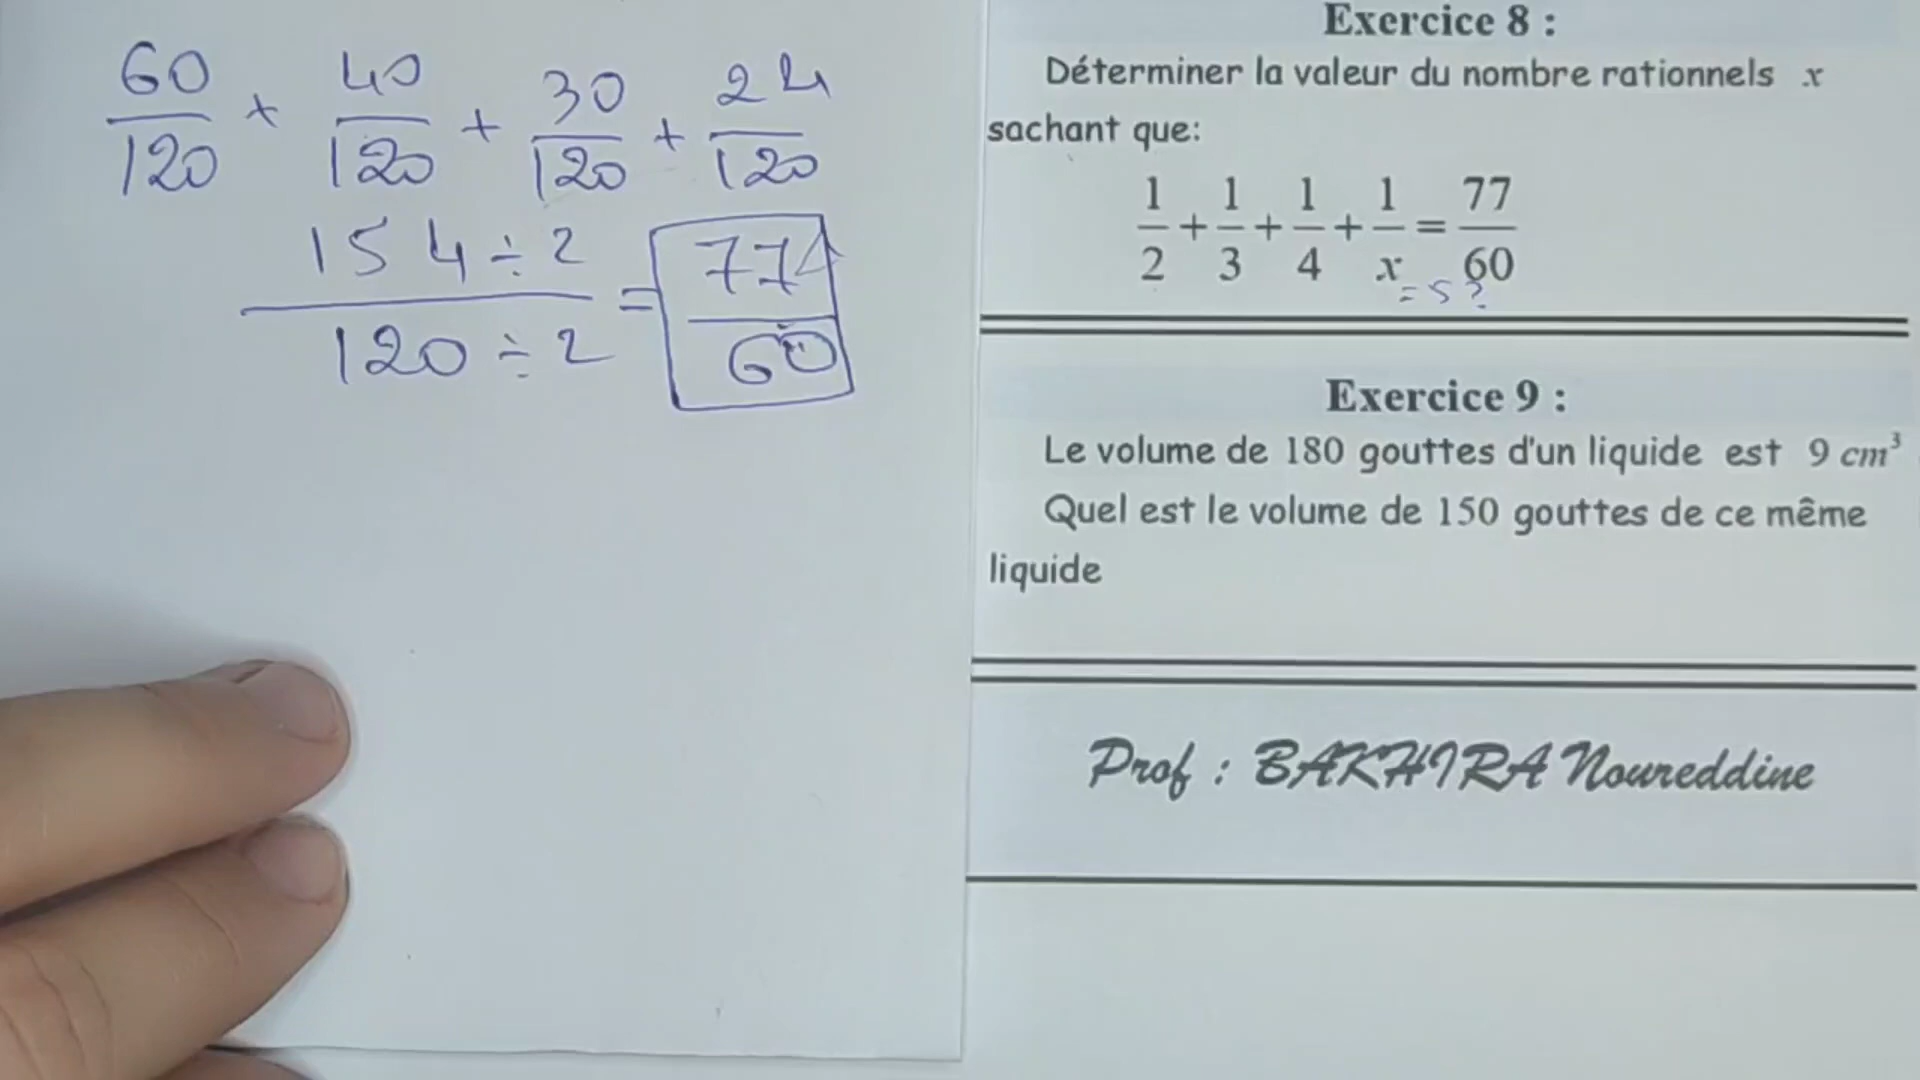 60/120 + 40/120 + 30/120 + 24/120
154÷2/120÷2 = 77/60
Exercice 8 :
Déterminer la valeur du nombre rationnels x
sachant que:
1/2 + 1/3 + 1/4 + 1/x = 77/60
= 5 ?
Exercice 9 :
Le volume de 180 gouttes d'un liquide est 9 cm³
Quel est le volume de 150 gouttes de ce même
liquide
Prof : BAKHIRA Noureddine